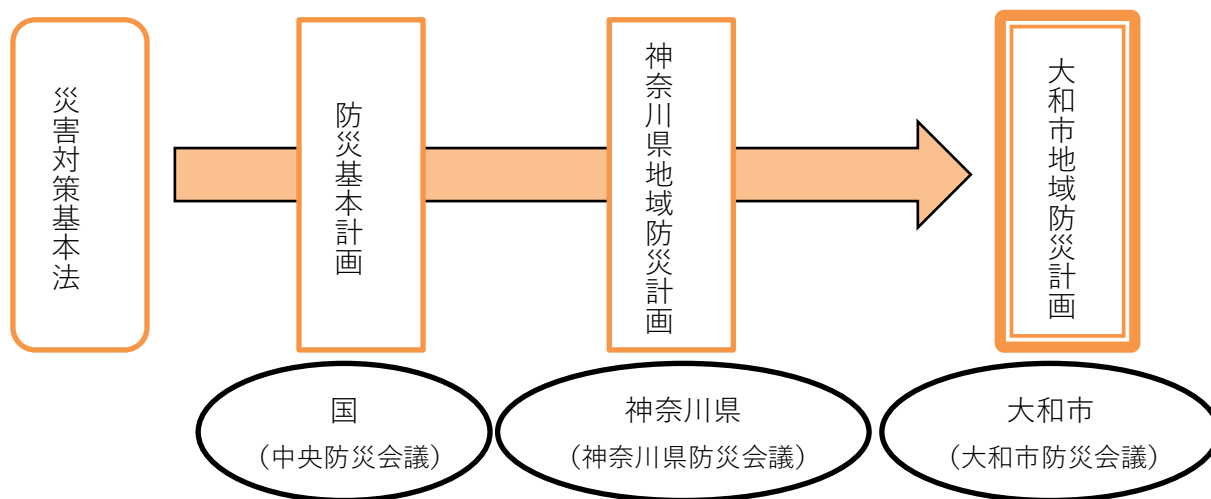 災害対策基本法
防災基本計画
神奈川県地域防災計画
大和市地域防災計画
国
（中央防災会議）
神奈川県
（神奈川県防災会議）
大和市
（大和市防災会議）